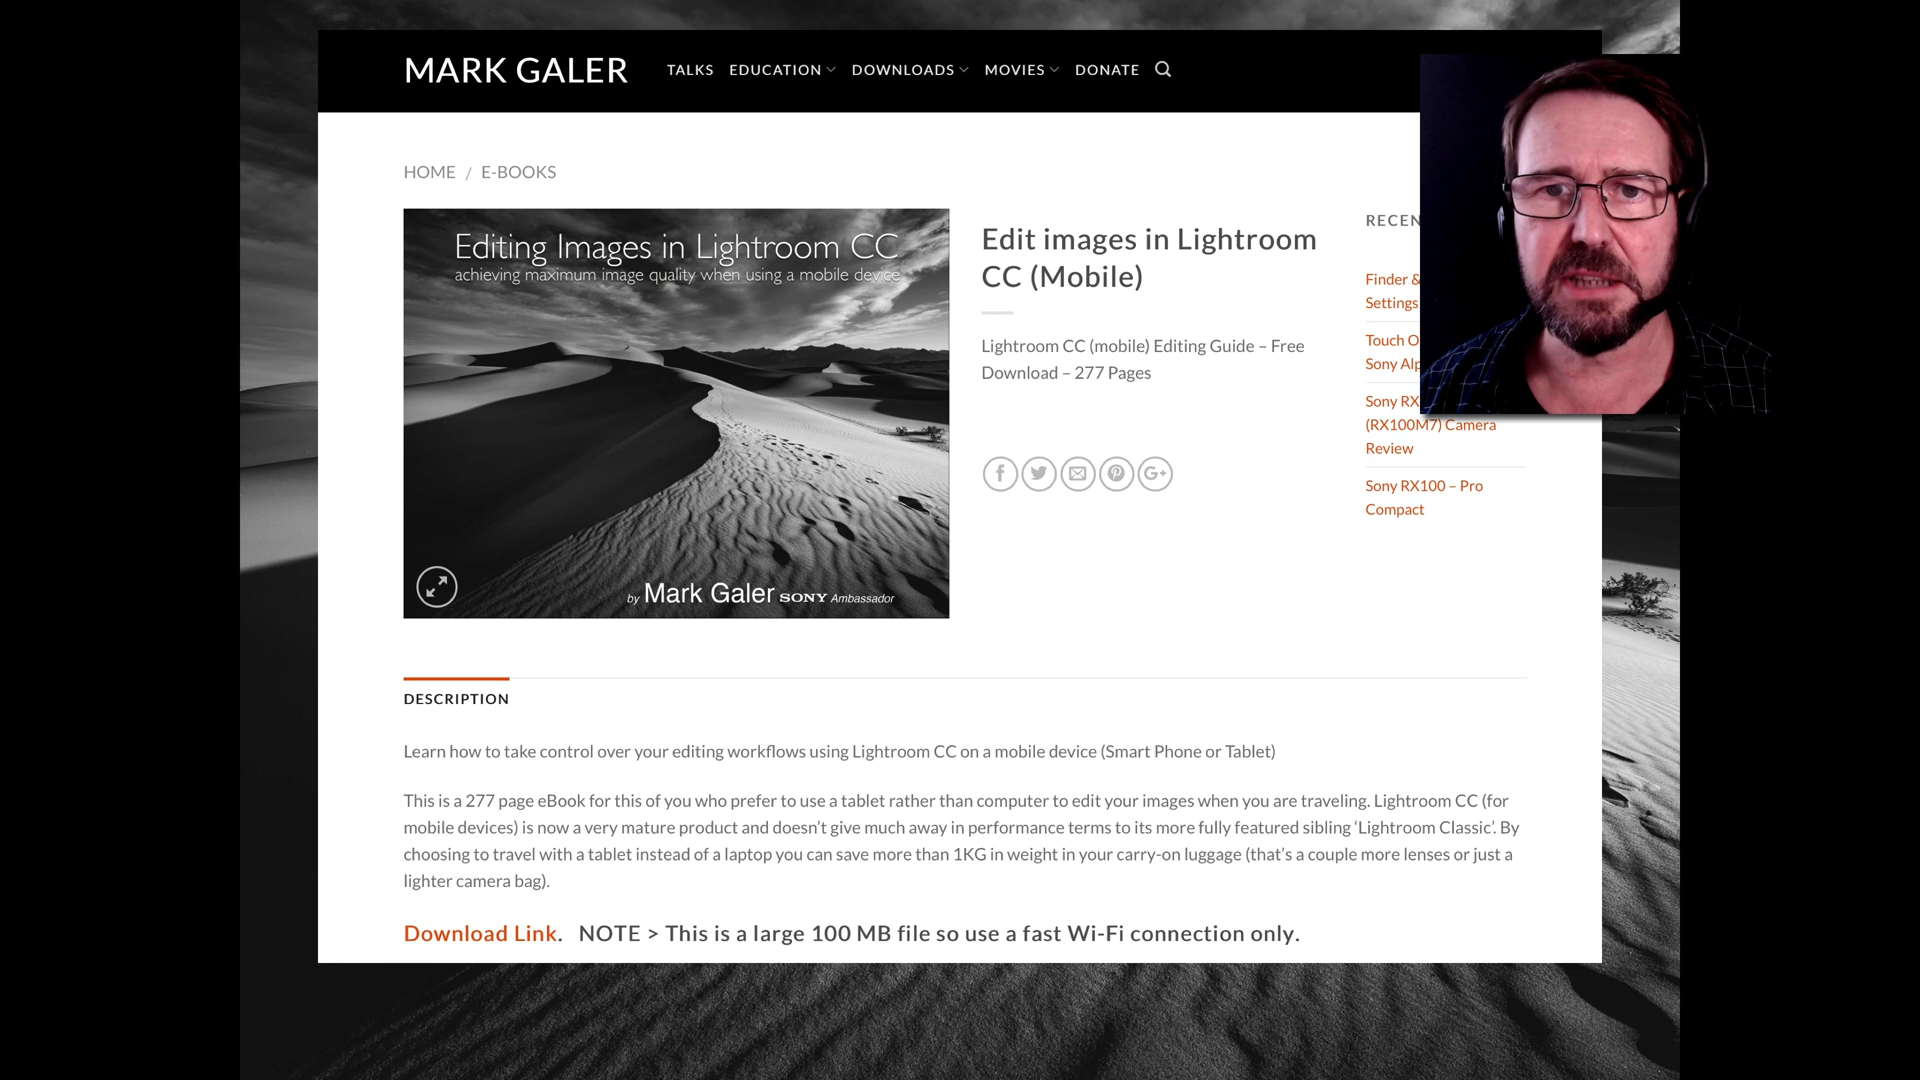 MARK GALER
TALKS EDUCATION DOWNLOADS MOVIES DONATE
HOME / E-BOOKS
Editing Images in Lightroom CC
achieving maximum image quality when using a mobile device
by Mark Galer SONY Ambassador
Edit images in Lightroom
CC (Mobile)
Lightroom CC (mobile) Editing Guide – Free
Download – 277 Pages
Finder &
Settings
Touch
Sony
Sony RX
(RX100M7) Camera
Review
Sony RX100 – Pro
Compact
DESCRIPTION
Learn how to take control over your editing workflows using Lightroom CC on a mobile device (Smart Phone or Tablet)
This is a 277 page eBook for this of you who prefer to use a tablet rather than computer to edit your images when you are traveling. Lightroom CC (for
mobile devices) is now a very mature product and doesn't give much away in performance terms to its more fully featured sibling ‘Lightroom Classic’. By
choosing to travel with a tablet instead of a laptop you can save more than 1KG in weight in your carry-on luggage (that's a couple more lenses or just a
lighter camera bag).
Download Link. NOTE > This is a large 100 MB file so use a fast Wi-Fi connection only.